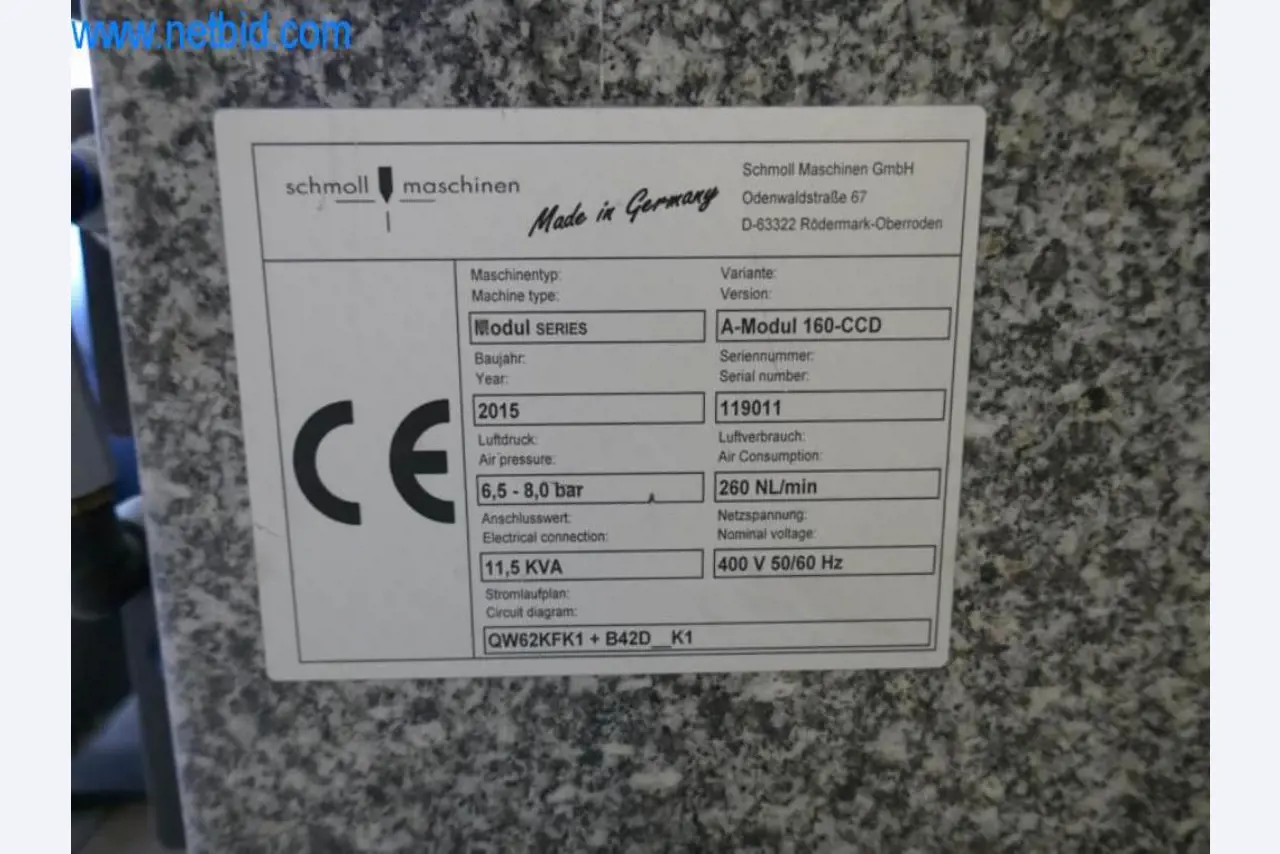 www.netbid.com
schmoll maschinen
Made in Germany
Schmoll Maschinen GmbH
Odenwaldstraße 67
D-63322 Rödermark-Oberroden
Maschinentyp:
Machine type:
Modul SERIES
Variante:
Version:
A-Modul 160-CCD
Baujahr:
Year:
2015
Seriennummer:
Serial number:
119011
Luftdruck:
Air pressure:
6,5 - 8,0 bar
Luftverbrauch:
Air Consumption:
260 NL/min
Anschlusswert:
Electrical connection:
11,5 KVA
Netzspannung:
Nominal voltage:
400 V 50/60 Hz
Stromlaufplan:
Circuit diagram:
QW62KFK1 + B42D__K1
CE